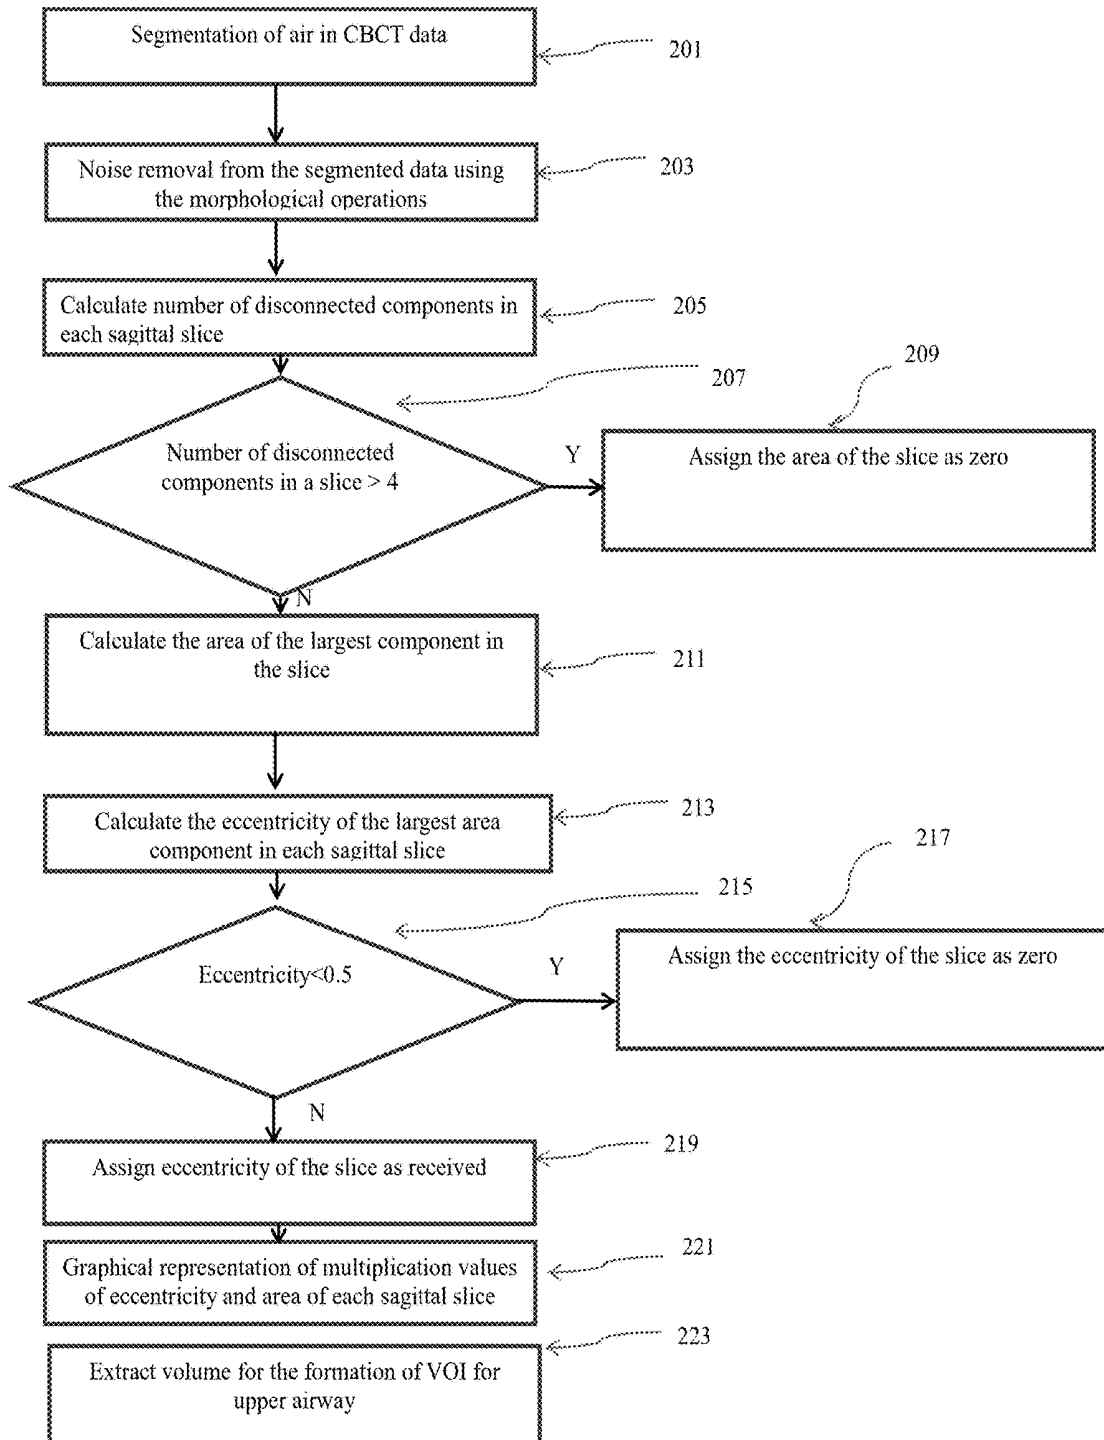 Segmentation of air in CBCT data
201
Noise removal from the segmented data using
the morphological operations
203
Calculate number of disconnected components in
each sagittal slice
205
207
209
Number of disconnected
components in a slice > 4
Y
Assign the area of the slice as zero
N
Calculate the area of the largest component in
the slice
211
Calculate the eccentricity of the largest area
component in each sagittal slice
213
215
217
Eccentricity<0.5
Y
Assign the eccentricity of the slice as zero
N
Assign eccentricity of the slice as received
219
Graphical representation of multiplication values
of eccentricity and area of each sagittal slice
221
223
Extract volume for the formation of VOI for
upper airway